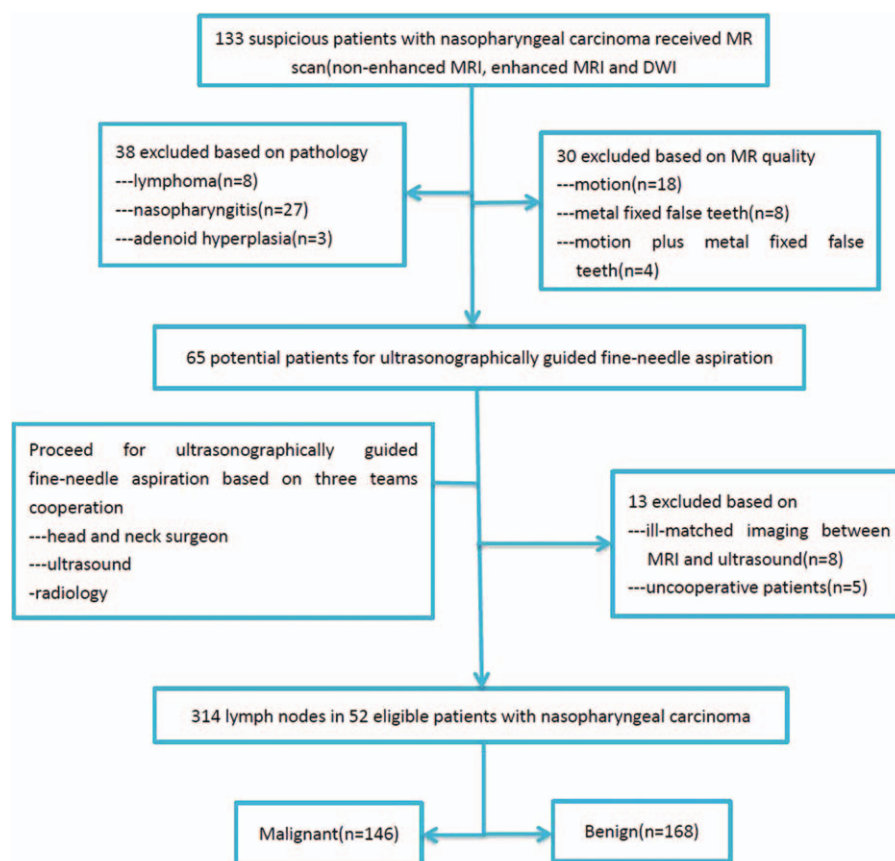 133 suspicious patients with nasopharyngeal carcinoma received MR
scan(non-enhanced MRI, enhanced MRI and DWI
38 excluded based on pathology
---lymphoma(n=8)
---nasopharyngitis(n=27)
---adenoid hyperplasia(n=3)
30 excluded based on MR quality
---motion(n=18)
---metal fixed false teeth(n=8)
---motion plus metal fixed false
teeth(n=4)
65 potential patients for ultrasonographically guided fine-needle aspiration
Proceed for ultrasonographically guided
fine-needle aspiration based on three teams
cooperation
---head and neck surgeon
---ultrasound
-radiology
13 excluded based on
---ill-matched imaging between
MRI and ultrasound(n=8)
---uncooperative patients(n=5)
314 lymph nodes in 52 eligible patients with nasopharyngeal carcinoma
Malignant(n=146)
Benign(n=168)